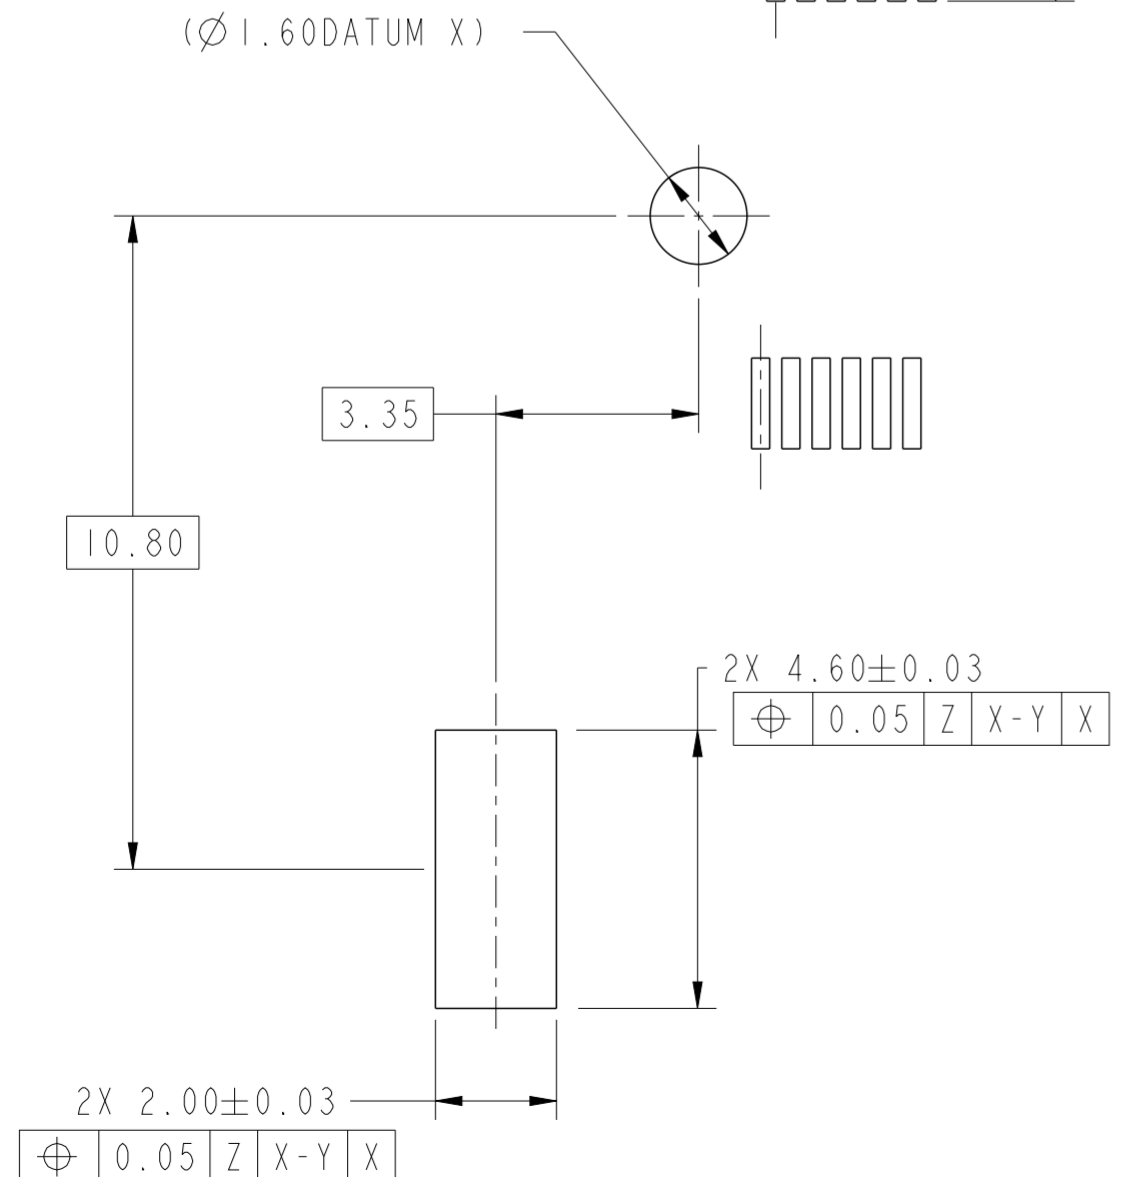 (Ø1.60DATUM X)
3.35
10.80
2X 4.60±0.03
⌖ 0.05 Z X-Y X
2X 2.00±0.03
⌖ 0.05 Z X-Y X